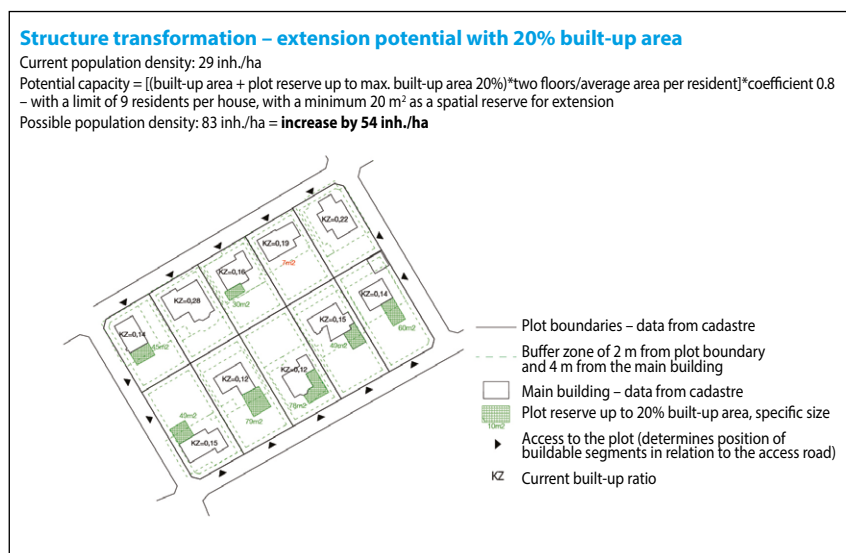 Structure transformation – extension potential with 20% built-up area
Current population density: 29 inh./ha
Potential capacity = [(built-up area + plot reserve up to max. built-up area 20%)*two floors/average area per resident]*coefficient 0.8
– with a limit of 9 residents per house, with a minimum 20 m² as a spatial reserve for extension
Possible population density: 83 inh./ha = increase by 54 inh./ha
KZ=0,22
KZ=0,19
7m2
KZ=0,16
30m2
KZ=0,28
KZ=0,14
45m2
KZ=0,14
60m2
KZ=0,15
49m2
KZ=0,12
78m2
KZ=0,12
79m2
49m2
KZ=0,15
Plot boundaries – data from cadastre
Buffer zone of 2 m from plot boundary
and 4 m from the main building
Main building – data from cadastre
Plot reserve up to 20% built-up area, specific size
10m2
Access to the plot (determines position of
buildable segments in relation to the access road)
KZ Current built-up ratio